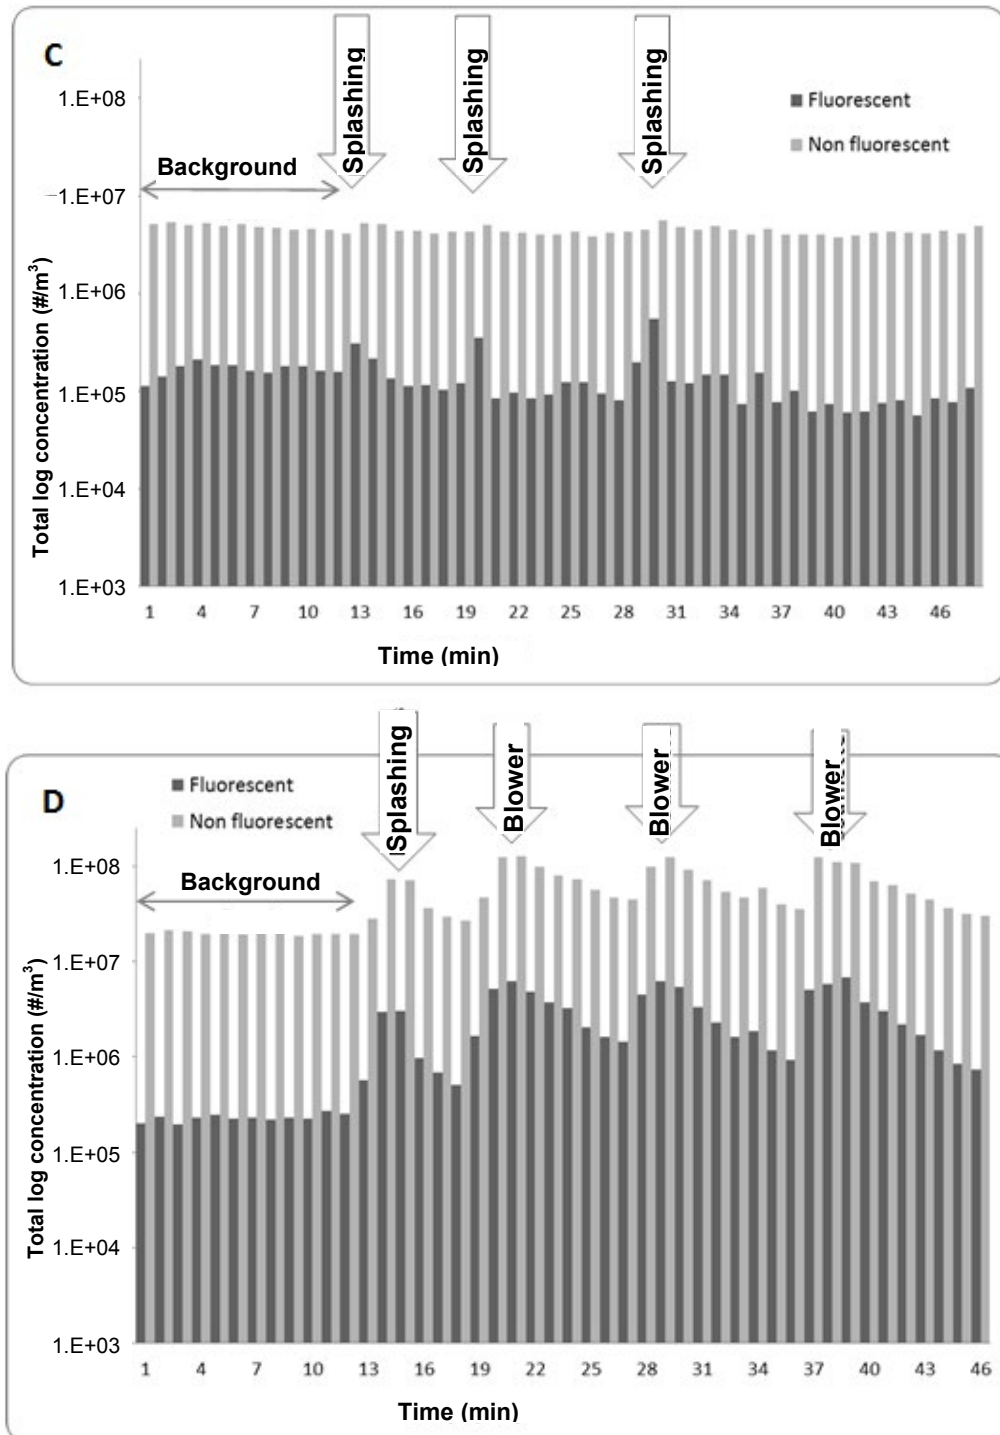 C
Splashing
Splashing
Splashing
Fluorescent
Non fluorescent
Background
1.E+08
1.E+07
1.E+06
1.E+05
1.E+04
1.E+03
Total log concentration (#/m³)
1 4 7 10 13 16 19 22 25 28 31 34 37 40 43 46
Time (min)
Splashing
Blower
Blower
Blower
D
Fluorescent
Non fluorescent
Background
1.E+08
1.E+07
1.E+06
1.E+05
1.E+04
1.E+03
Total log concentration (#/m³)
1 4 7 10 13 16 19 22 25 28 31 34 37 40 43 46
Time (min)